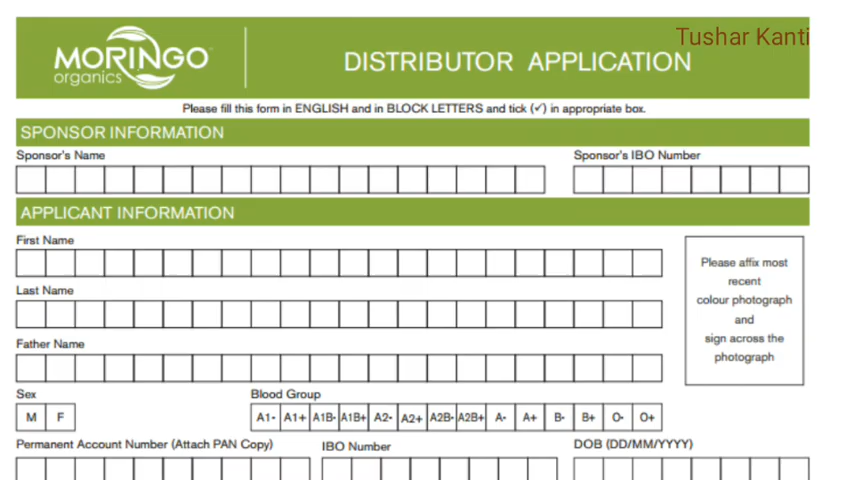 Tushar Kanti
MORINGO
organics
DISTRIBUTOR APPLICATION
Please fill this form in ENGLISH and in BLOCK LETTERS and tick (✓) in appropriate box.
SPONSOR INFORMATION
Sponsor's Name
Sponsor's IBO Number
APPLICANT INFORMATION
First Name
Please affix most
recent
colour photograph
and
sign across the
photograph
Last Name
Father Name
Sex
Blood Group
M F
A1- A1+ A1B- A1B+ A2- A2+ A2B- A2B+ A- A+ B- B+ O- O+
Permanent Account Number (Attach PAN Copy)
IBO Number
DOB (DD/MM/YYYY)